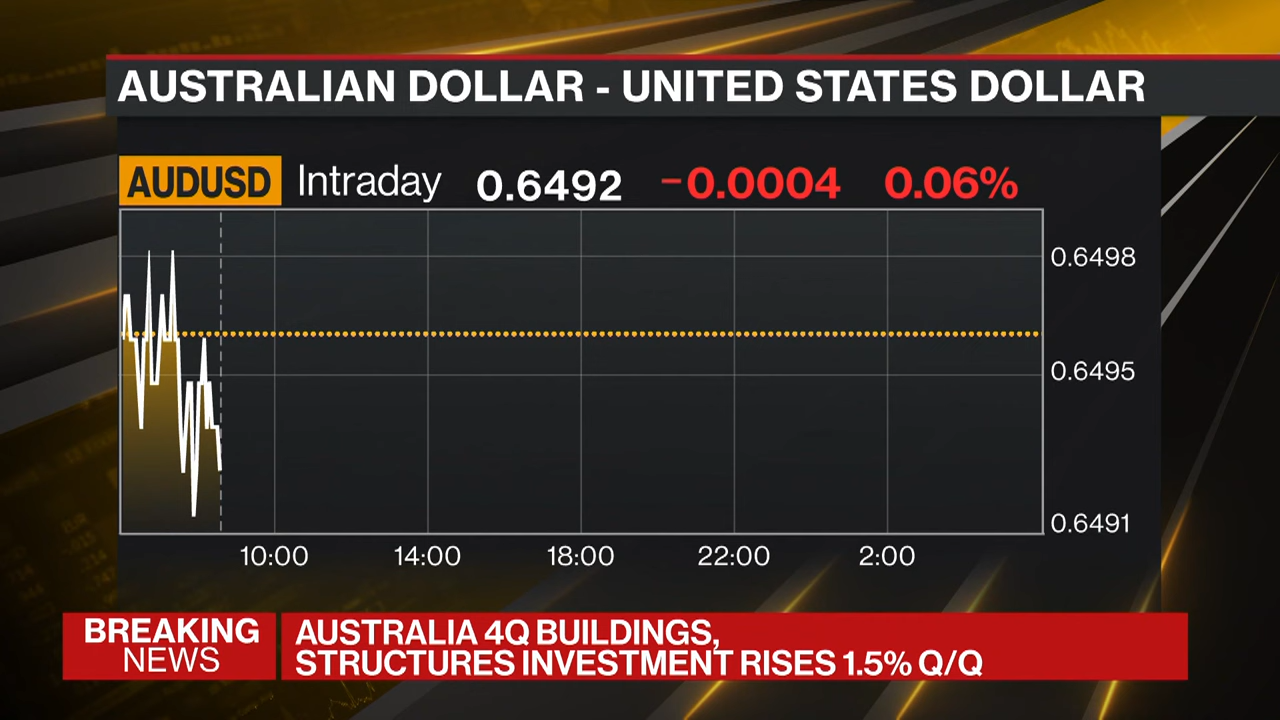 AUSTRALIAN DOLLAR - UNITED STATES DOLLAR
AUDUSD Intraday 0.6492 -0.0004 0.06%
0.6498
0.6495
0.6491
10:00 14:00 18:00 22:00 2:00
BREAKING NEWS
AUSTRALIA 4Q BUILDINGS,
STRUCTURES INVESTMENT RISES 1.5% Q/Q